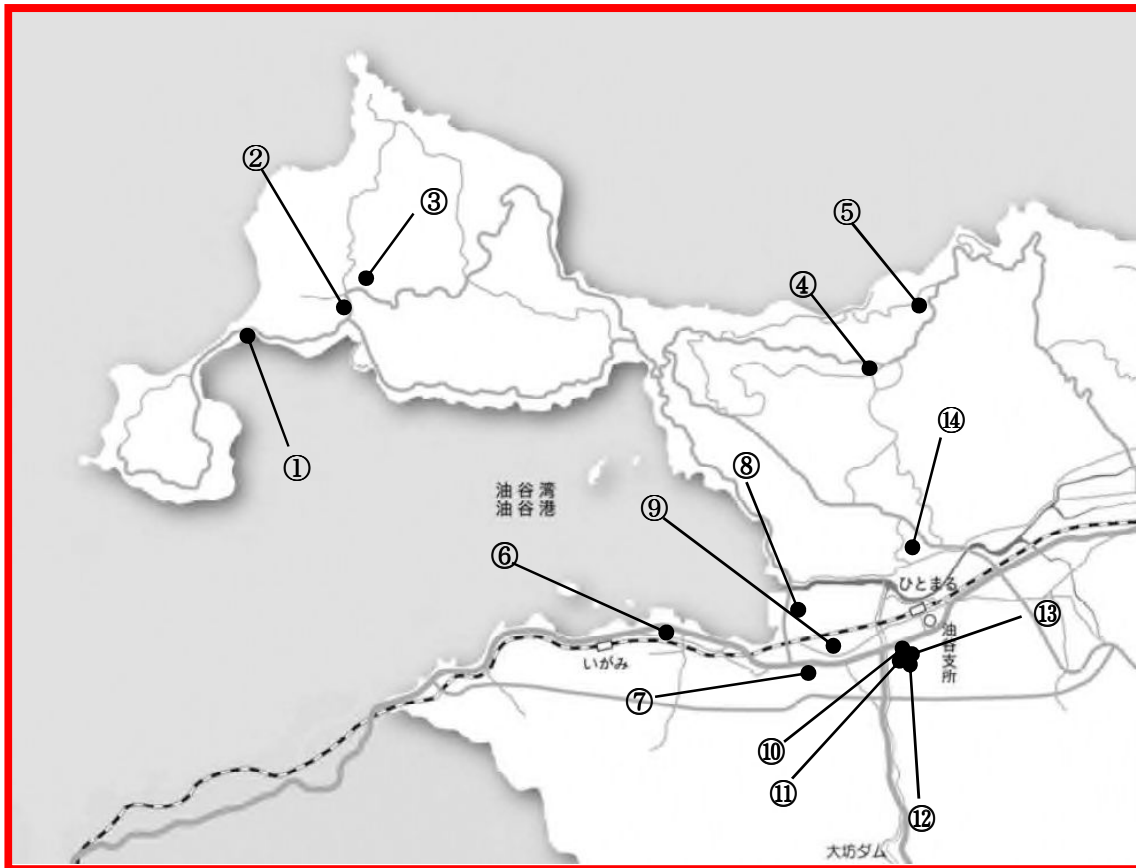 ②
③
⑤
④
①
⑭
⑧
油谷湾
油谷港
⑨
⑥
ひとまる
⑬
油谷支所
いがみ
⑦
⑩
⑪
⑫
大坊ダム